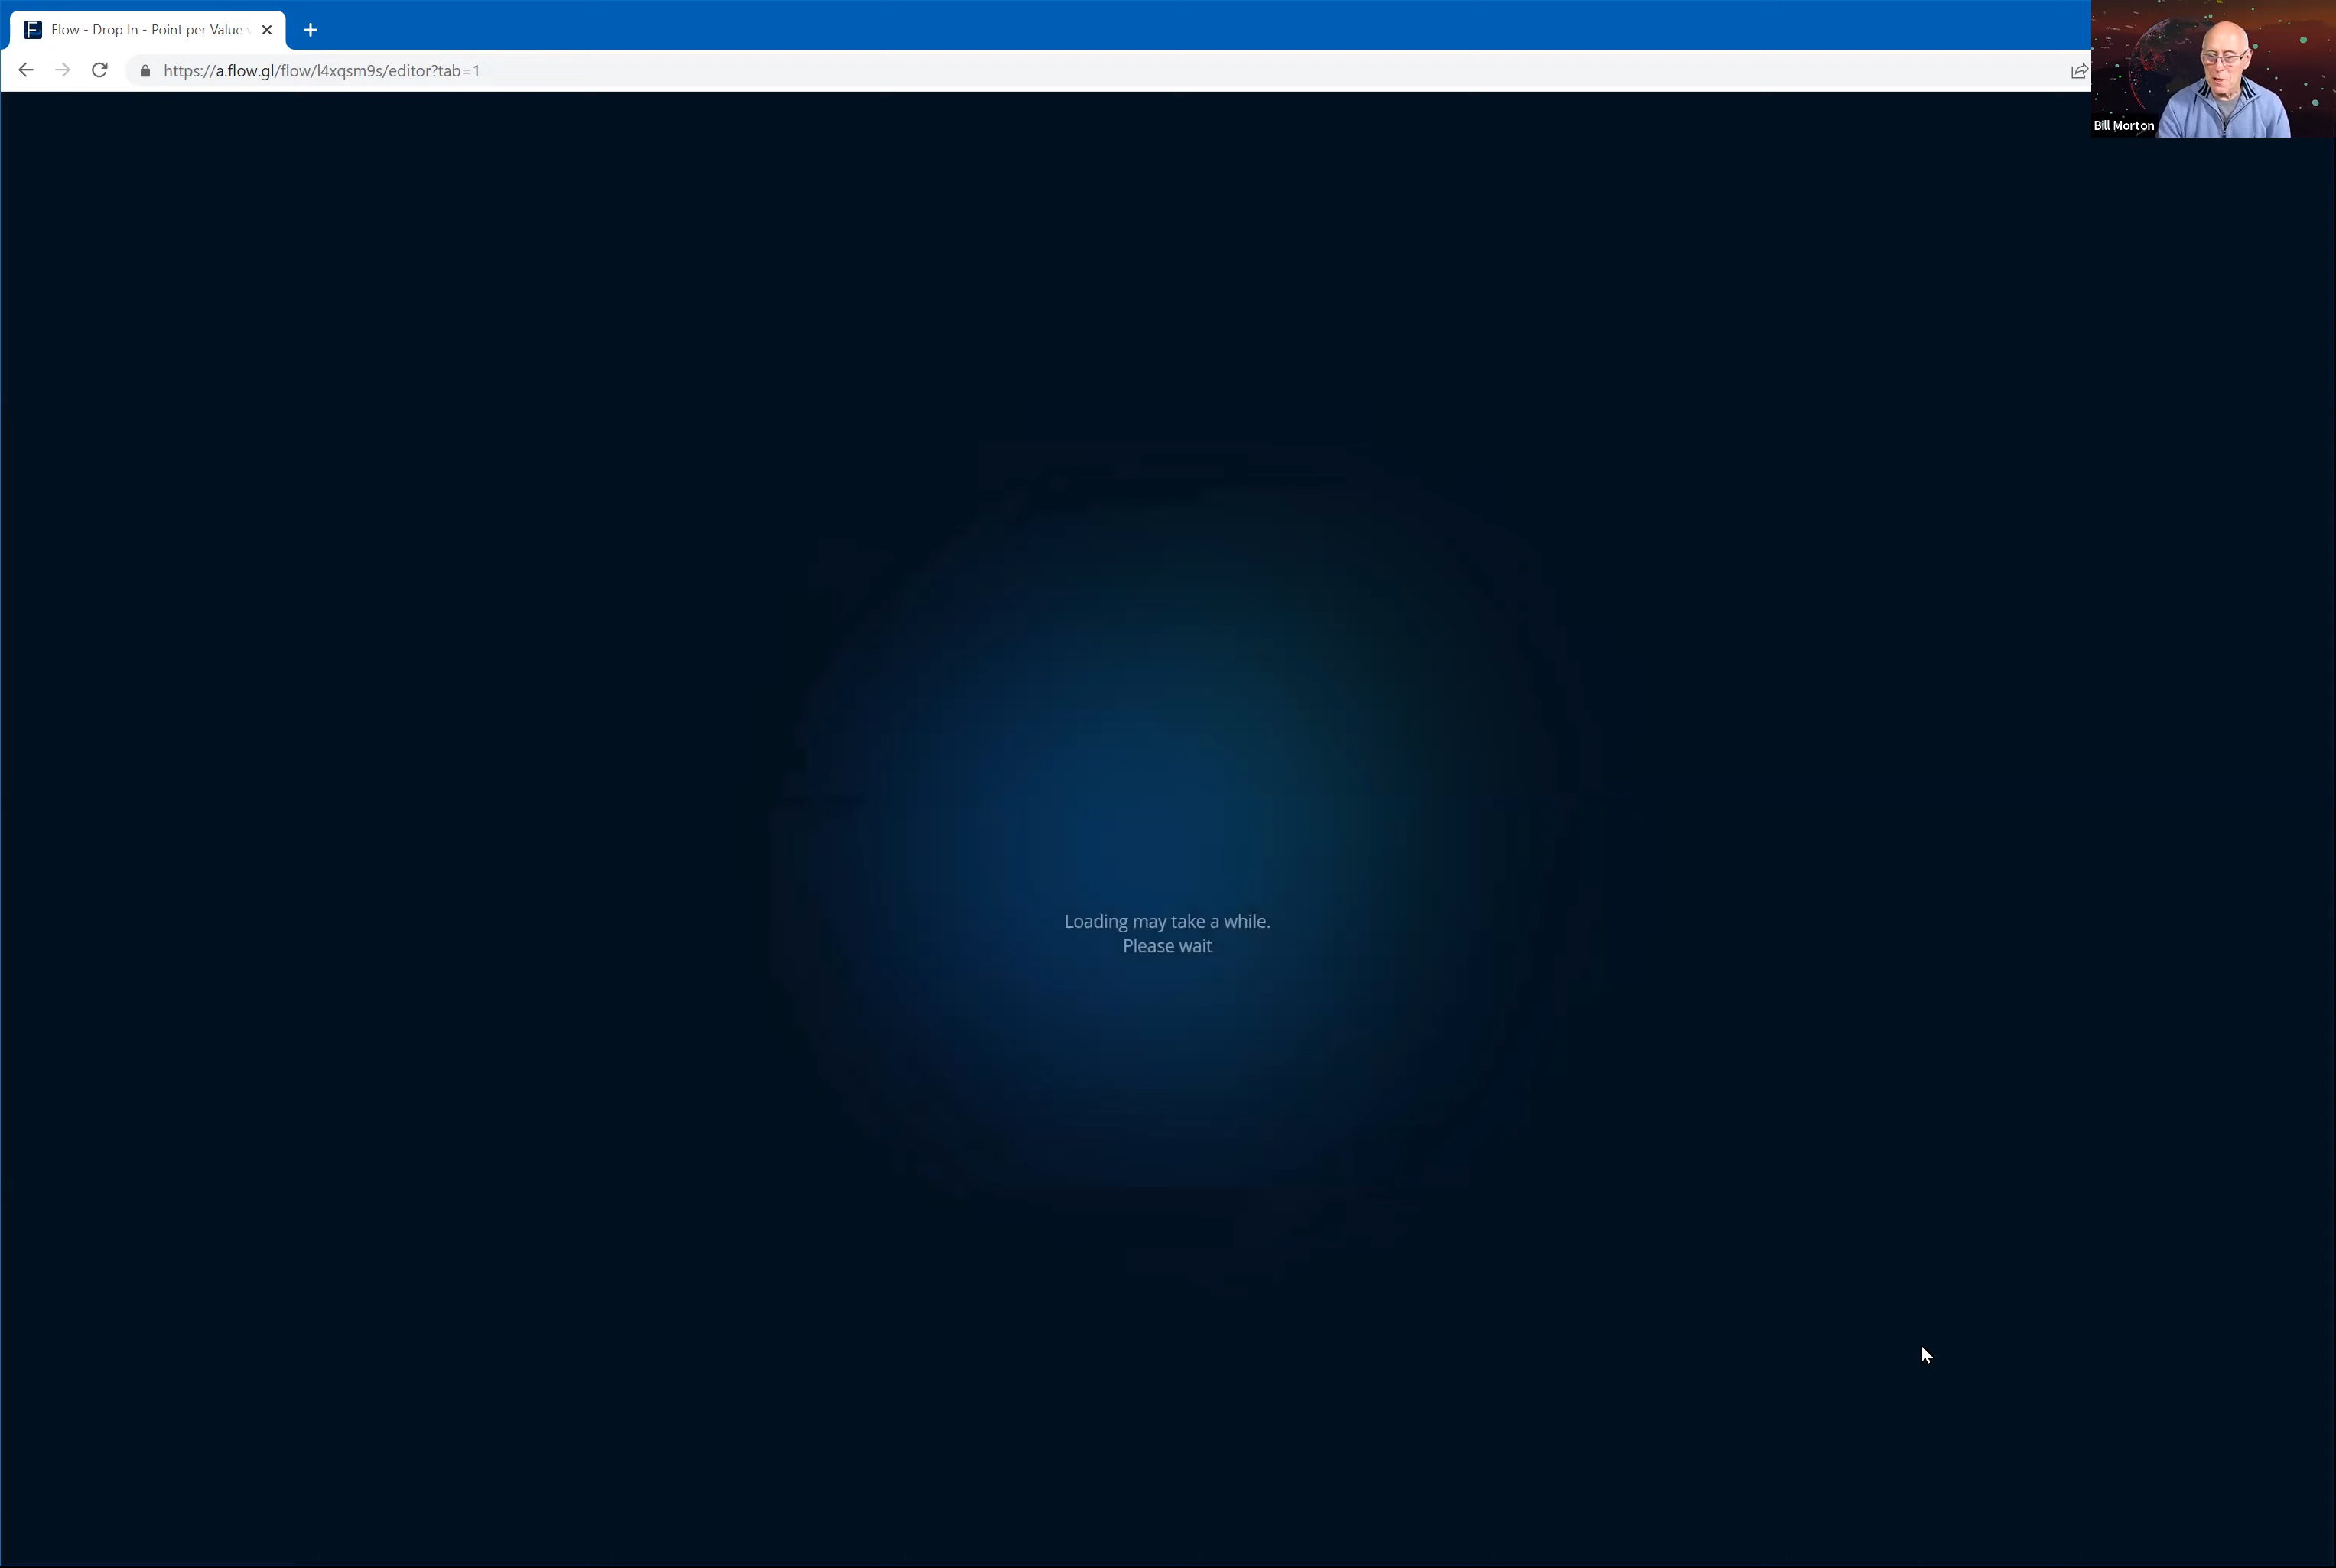 Flow - Drop In - Point per Value
https://a.flow.gl/flow/l4xqsm9s/editor?tab=1
Bill Morton
Loading may take a while.
Please wait